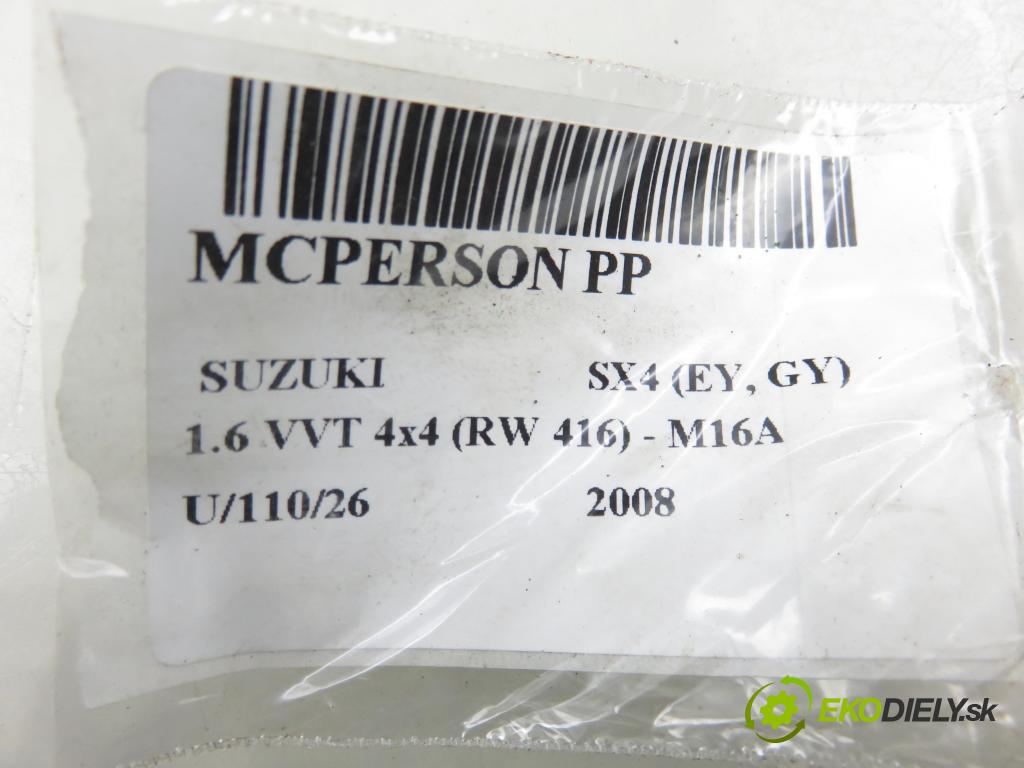 MCPERSON PP
SUZUKI SX4 (EY, GY)
1.6 VVT 4x4 (RW 416) - M16A
U/110/26 2008
EKODIELY.sk